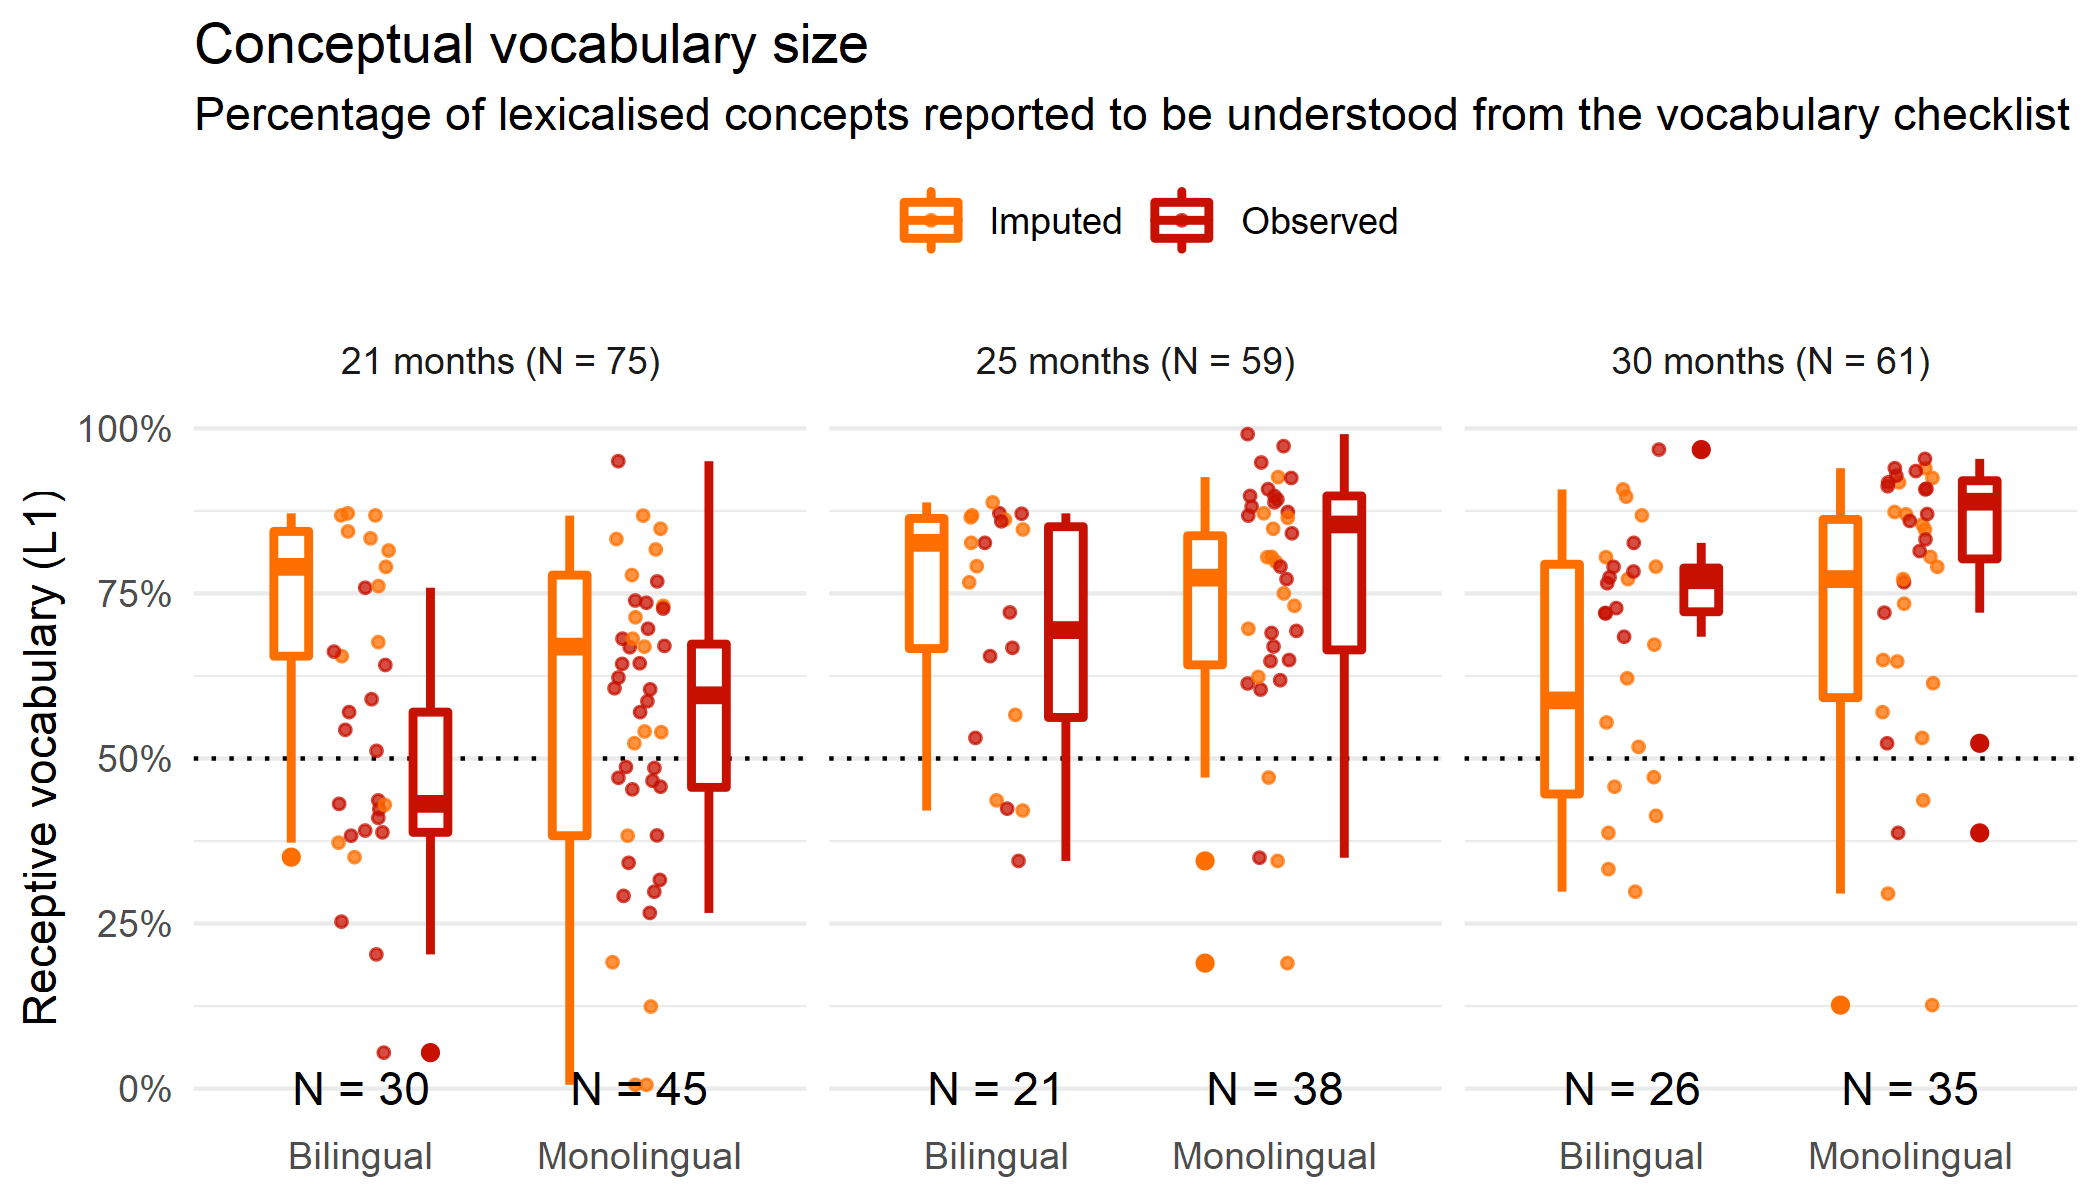 Conceptual vocabulary size
Percentage of lexicalised concepts reported to be understood from the vocabulary checklist
Imputed
Observed
21 months (N = 75)
25 months (N = 59)
30 months (N = 61)
Receptive vocabulary (L1)
100%
75%
50%
25%
0%
N = 30
N = 45
N = 21
N = 38
N = 26
N = 35
Bilingual
Monolingual
Bilingual
Monolingual
Bilingual
Monolingual